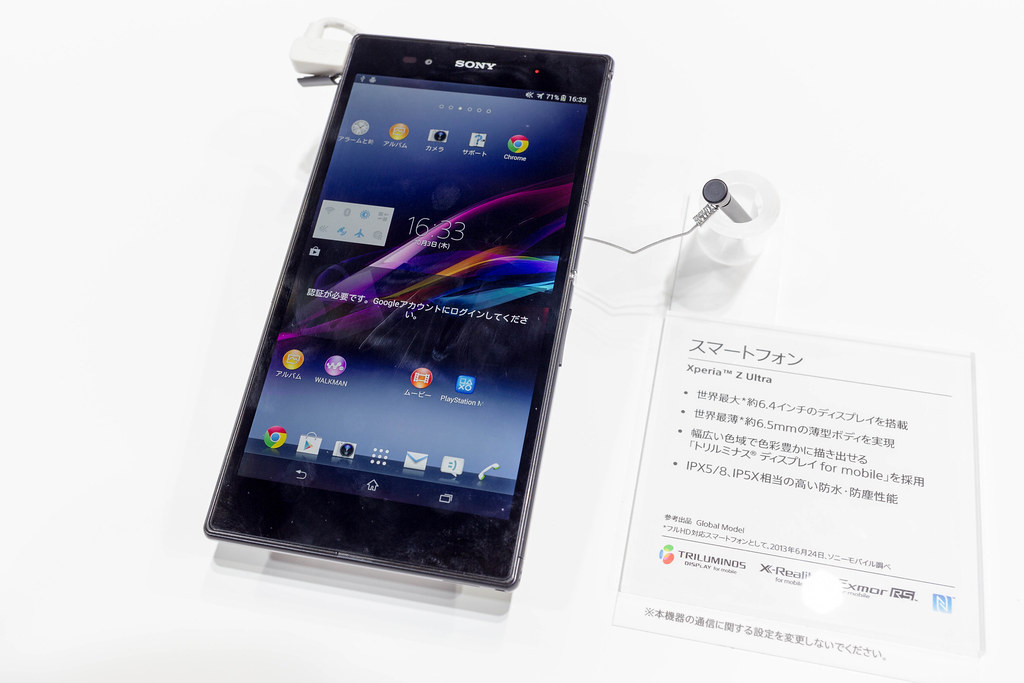 SONY
71% 16:33
アルバム
カメラ
サポート
Chrome
16:33
3日(木)
認証が必要です。Googleアカウントにログインしてくださ
い。
アルバム
WALKMAN
ムービー
PlayStation M
スマートフォン
Xperia™ Z Ultra
• 世界最大*約6.4インチのディスプレイを搭載
• 世界最薄*約6.5mmの薄型ボディを実現
• 幅広い色域で色彩豊かに描き出せる
「トリルミナス® ディスプレイ for mobile」を採用
• IPX5/8、IP5X相当の高い防水・防塵性能
参考出品 Global Model
*フルHD対応スマートフォンとして。2013年6月24日、ソニーモバイル調べ
TRILUMINOS
DISPLAY for mobile
X-Reality
for mobile
Exmor RS™
for mobile
※本機器の通信に関する設定を変更しないでください。